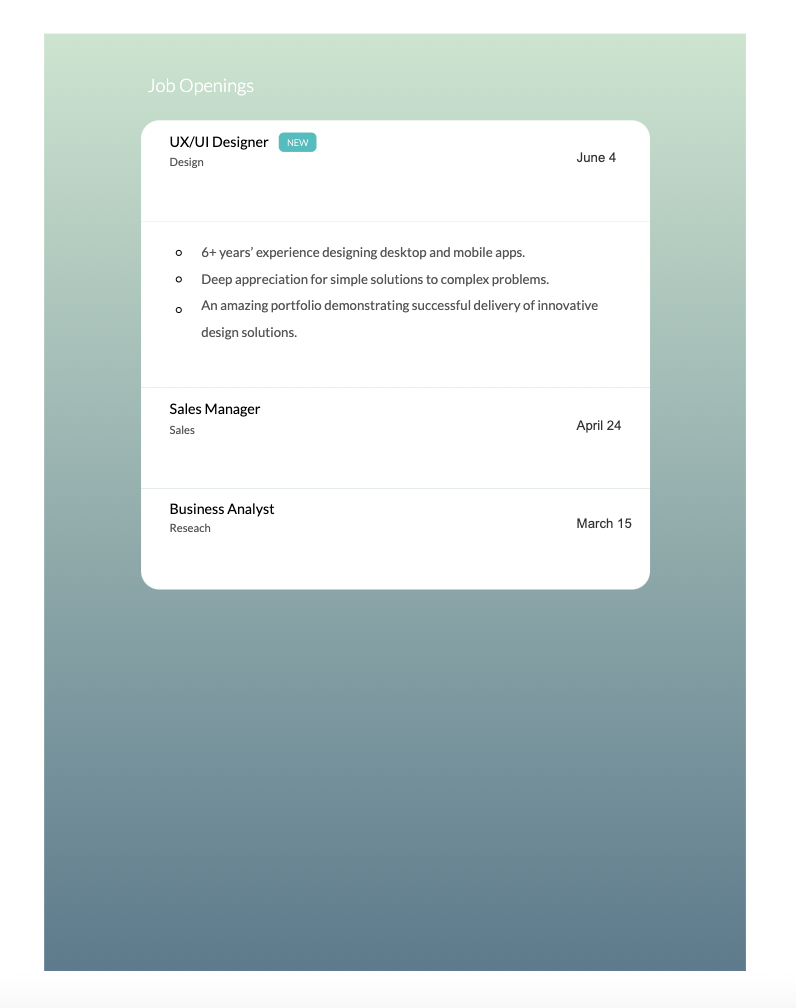 Job Openings
UX/UI Designer NEW
Design
June 4
6+ years’ experience designing desktop and mobile apps.
Deep appreciation for simple solutions to complex problems.
An amazing portfolio demonstrating successful delivery of innovative
design solutions.
Sales Manager
Sales
April 24
Business Analyst
Reseach
March 15